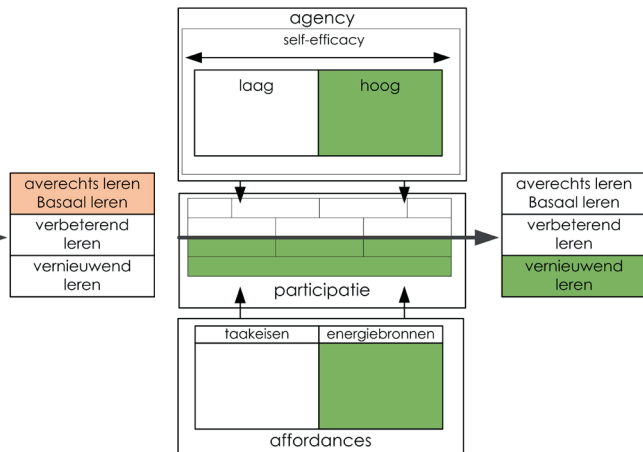 agency
self-efficacy
laag
hoog
averechts leren
Basaal leren
verbeterend
leren
vernieuwend
leren
participatie
averechts leren
Basaal leren
verbeterend
leren
vernieuwend
leren
taakeisen
energiebronnen
affordances